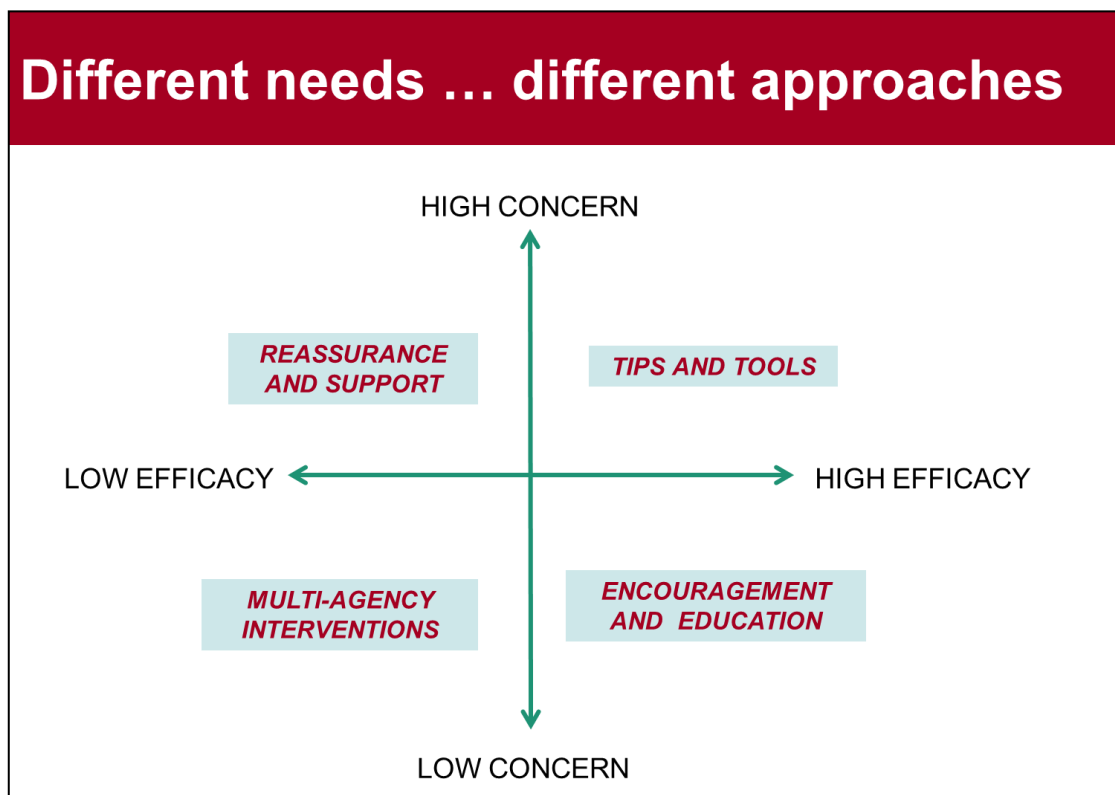 Different needs … different approaches
HIGH CONCERN
REASSURANCE
AND SUPPORT
TIPS AND TOOLS
LOW EFFICACY
HIGH EFFICACY
MULTI-AGENCY
INTERVENTIONS
ENCOURAGEMENT
AND  EDUCATION
LOW CONCERN